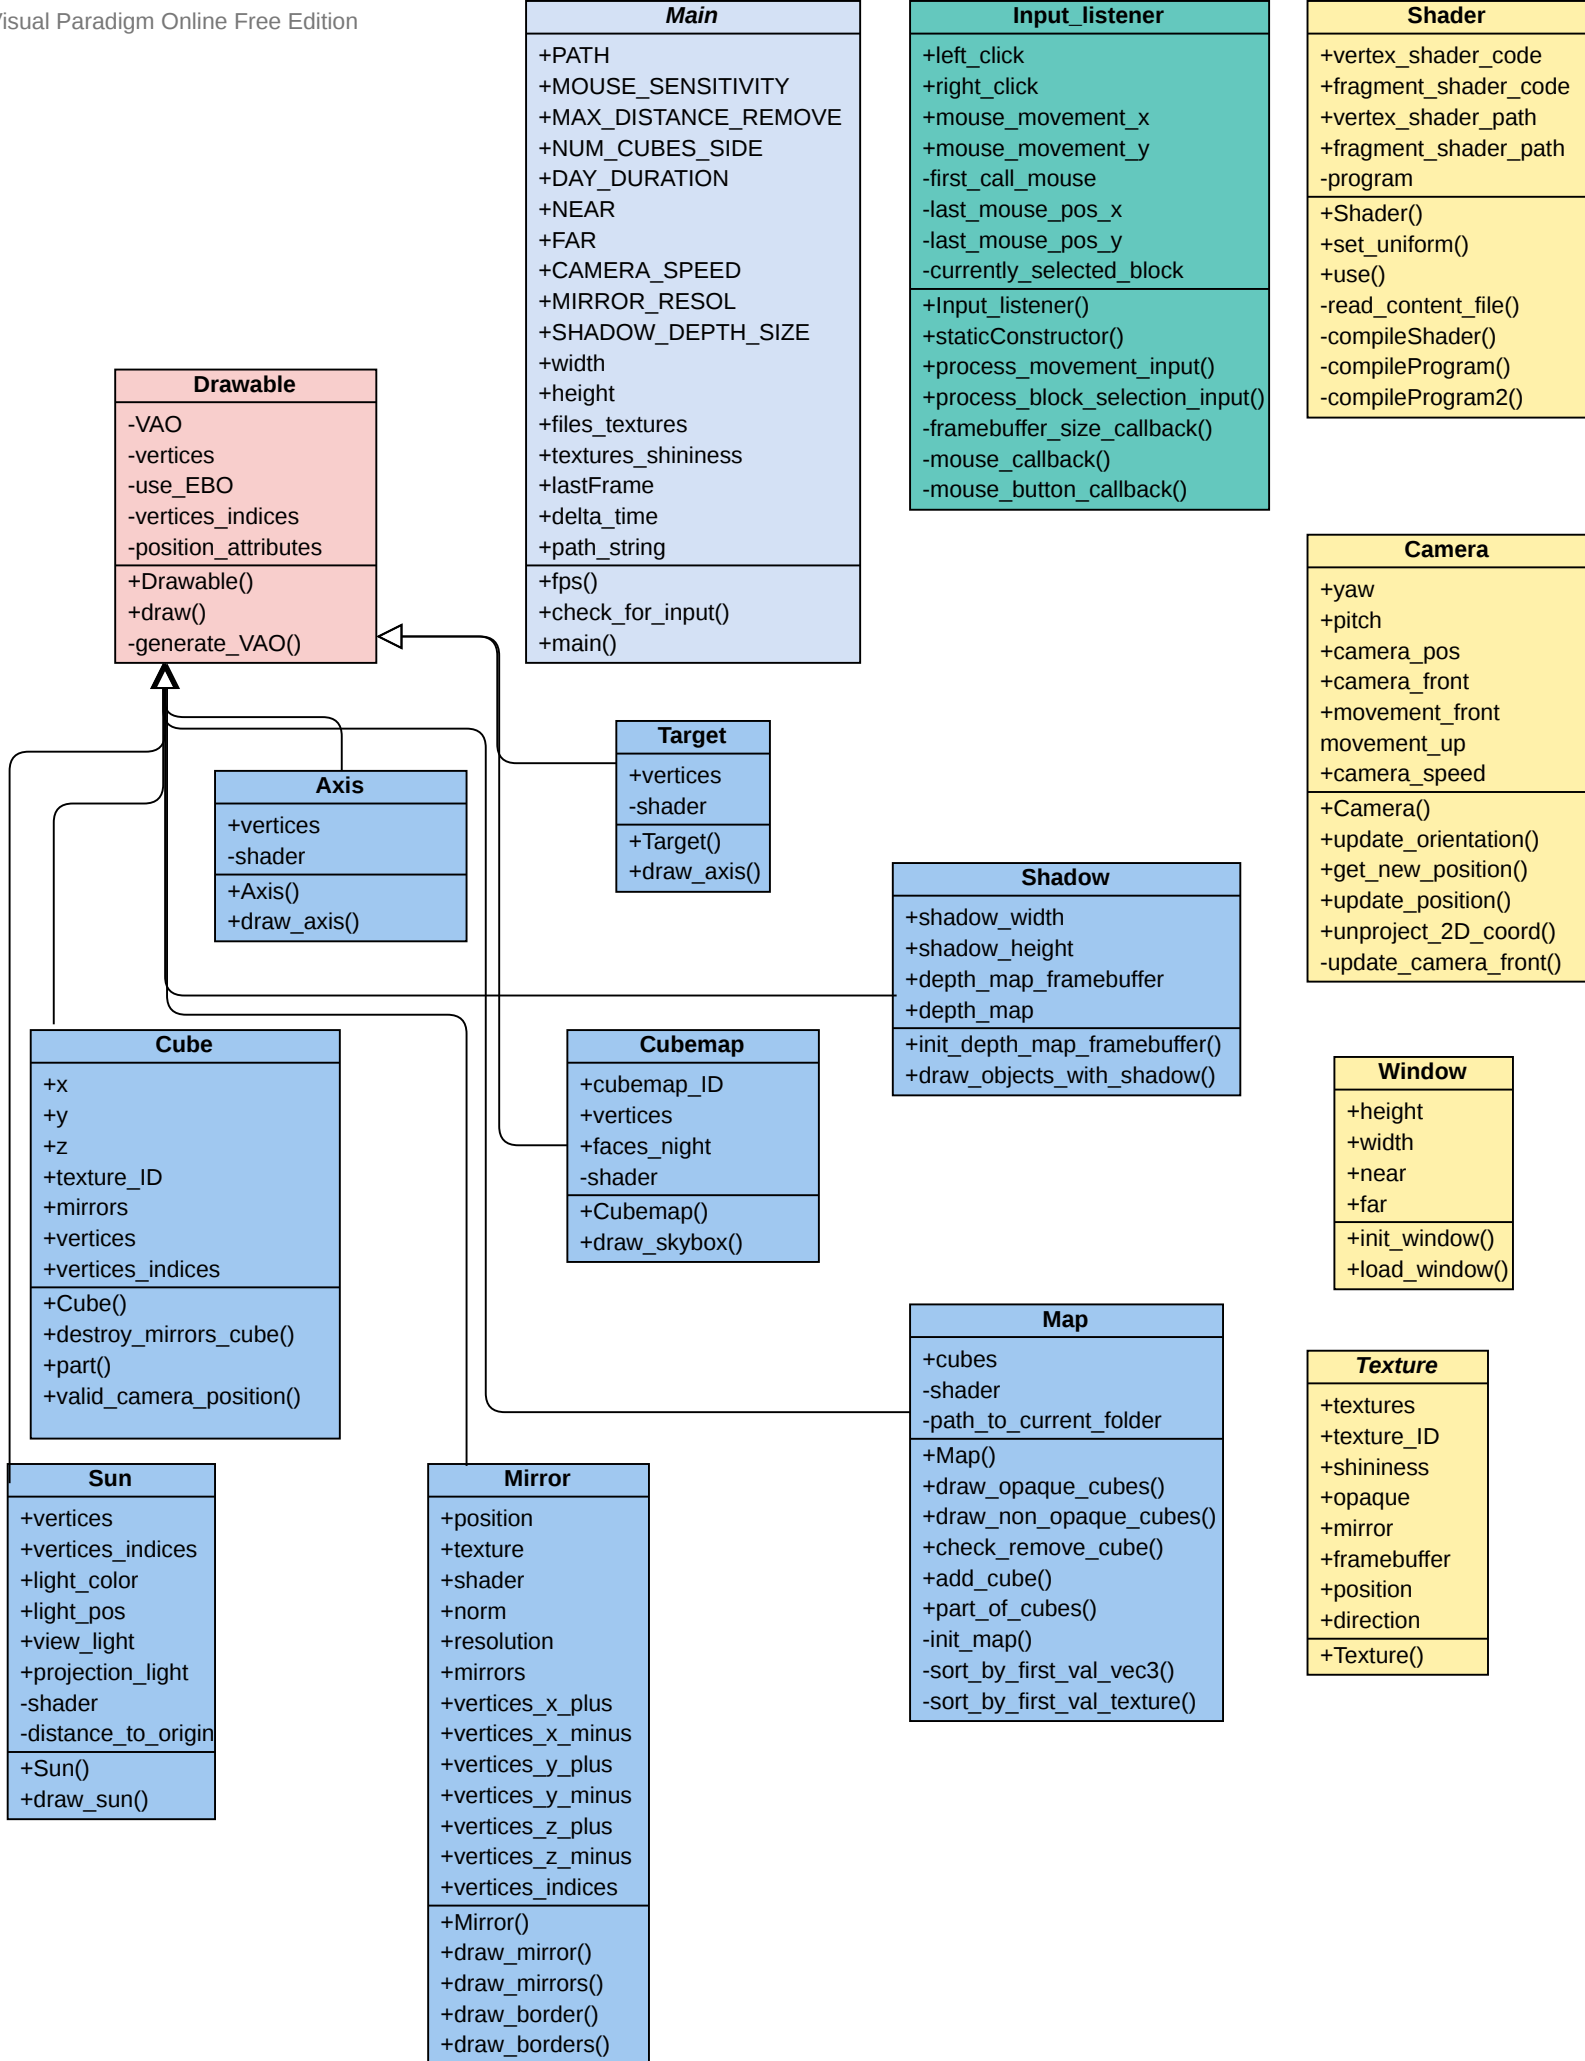 Visual Paradigm Online Free Edition
Main
+PATH
+MOUSE_SENSITIVITY
+MAX_DISTANCE_REMOVE
+NUM_CUBES_SIDE
+DAY_DURATION
+NEAR
+FAR
+CAMERA_SPEED
+MIRROR_RESOL
+SHADOW_DEPTH_SIZE
+width
+height
+files_textures
+textures_shininess
+lastFrame
+delta_time
+path_string
+fps()
+check_for_input()
+main()
Input_listener
+left_click
+right_click
+mouse_movement_x
+mouse_movement_y
-first_call_mouse
-last_mouse_pos_x
-last_mouse_pos_y
-currently_selected_block
+Input_listener()
+staticConstructor()
+process_movement_input()
+process_block_selection_input()
-framebuffer_size_callback()
-mouse_callback()
-mouse_button_callback()
Shader
+vertex_shader_code
+fragment_shader_code
+vertex_shader_path
+fragment_shader_path
-program
+Shader()
+set_uniform()
+use()
-read_content_file()
-compileShader()
-compileProgram()
-compileProgram2()
Drawable
-VAO
-vertices
-use_EBO
-vertices_indices
-position_attributes
+Drawable()
+draw()
-generate_VAO()
Camera
+yaw
+pitch
+camera_pos
+camera_front
+movement_front
movement_up
+camera_speed
+Camera()
+update_orientation()
+get_new_position()
+update_position()
+unproject_2D_coord()
-update_camera_front()
Axis
+vertices
-shader
+Axis()
+draw_axis()
Target
+vertices
-shader
+Target()
+draw_axis()
Shadow
+shadow_width
+shadow_height
+depth_map_framebuffer
+depth_map
+init_depth_map_framebuffer()
+draw_objects_with_shadow()
Cube
+x
+y
+z
+texture_ID
+mirrors
+vertices
+vertices_indices
+Cube()
+destroy_mirrors_cube()
+part()
+valid_camera_position()
Cubemap
+cubemap_ID
+vertices
+faces_night
-shader
+Cubemap()
+draw_skybox()
Window
+height
+width
+near
+far
+init_window()
+load_window()
Map
+cubes
-shader
-path_to_current_folder
+Map()
+draw_opaque_cubes()
+draw_non_opaque_cubes()
+check_remove_cube()
+add_cube()
+part_of_cubes()
-init_map()
-sort_by_first_val_vec3()
-sort_by_first_val_texture()
Texture
+textures
+texture_ID
+shininess
+opaque
+mirror
+framebuffer
+position
+direction
+Texture()
Sun
+vertices
+vertices_indices
+light_color
+light_pos
+view_light
+projection_light
-shader
-distance_to_origin
+Sun()
+draw_sun()
Mirror
+position
+texture
+shader
+norm
+resolution
+mirrors
+vertices_x_plus
+vertices_x_minus
+vertices_y_plus
+vertices_y_minus
+vertices_z_plus
+vertices_z_minus
+vertices_indices
+Mirror()
+draw_mirror()
+draw_mirrors()
+draw_border()
+draw_borders()